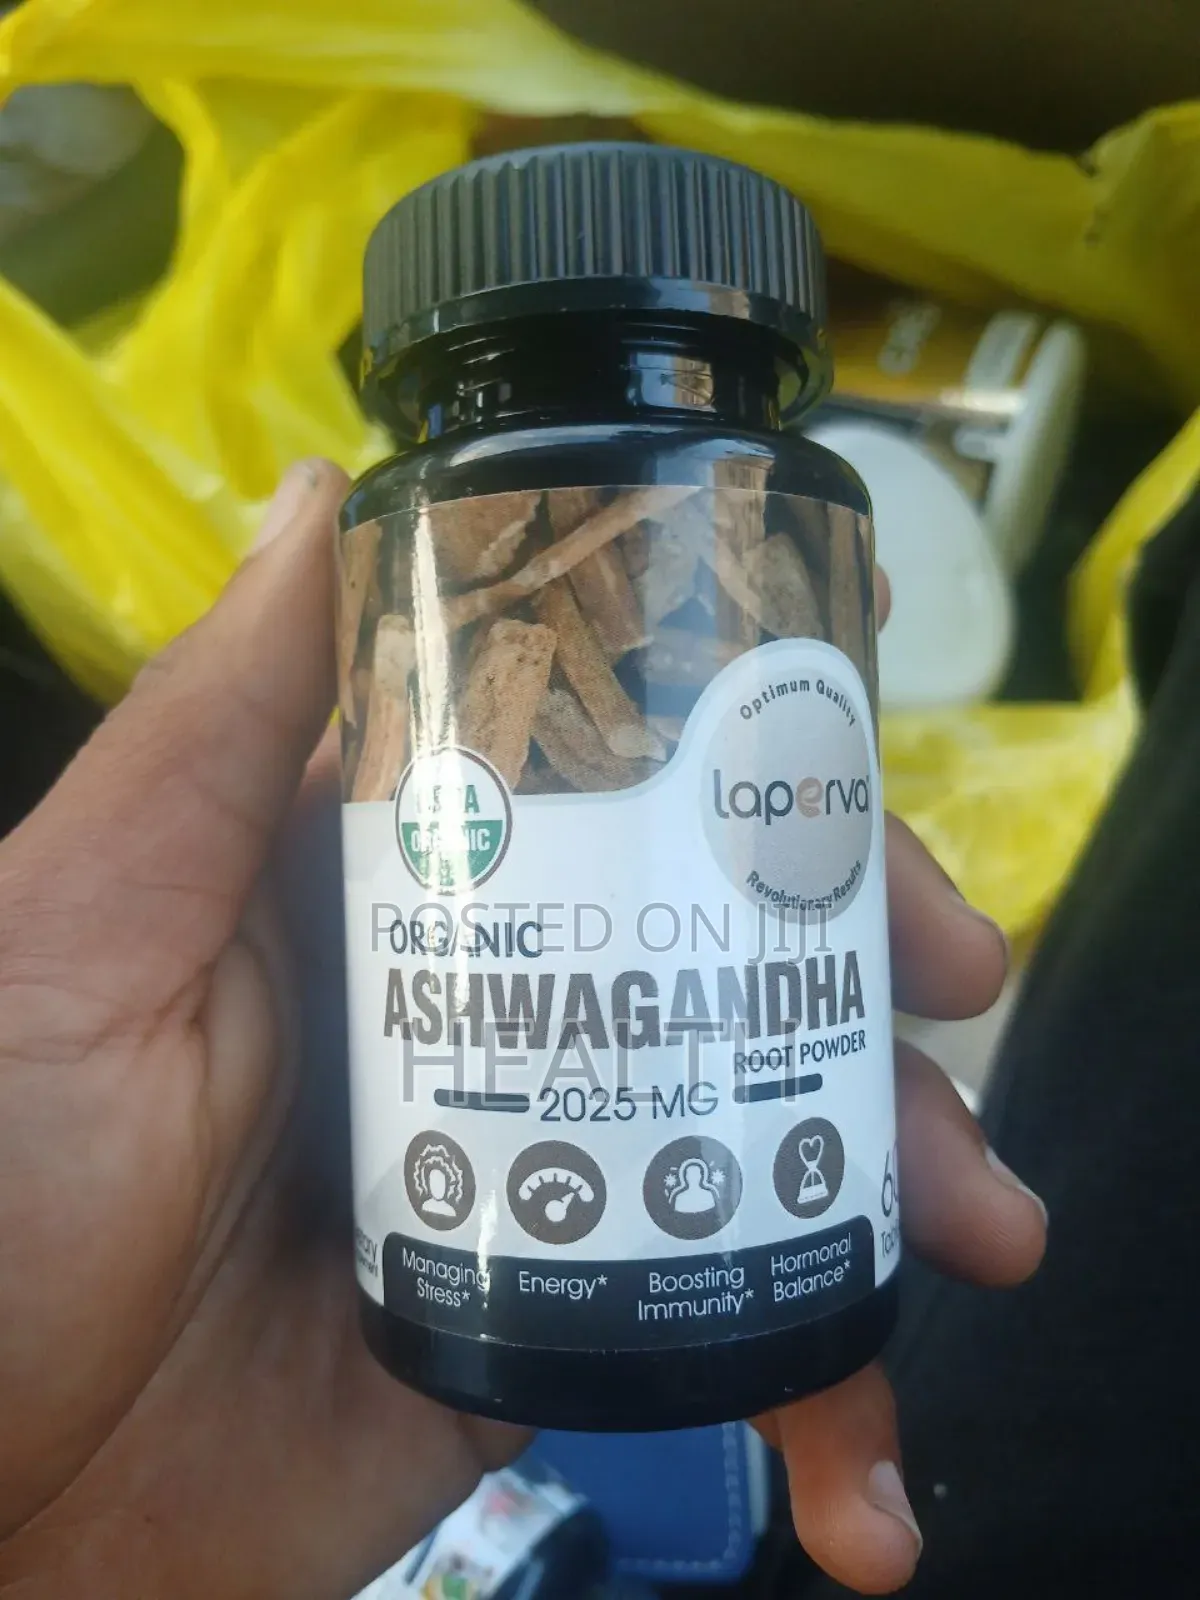 Optimum Quality
laperva
Revolutionary Results
USDA
ORGANIC
POSTED ON JIJI
ORGANIC
ASHWAGANDHA
HEALTH
ROOT POWDER
2025 MG
60
Managing
Stress*
Energy*
Boosting
Immunity*
Hormonal
Balance*